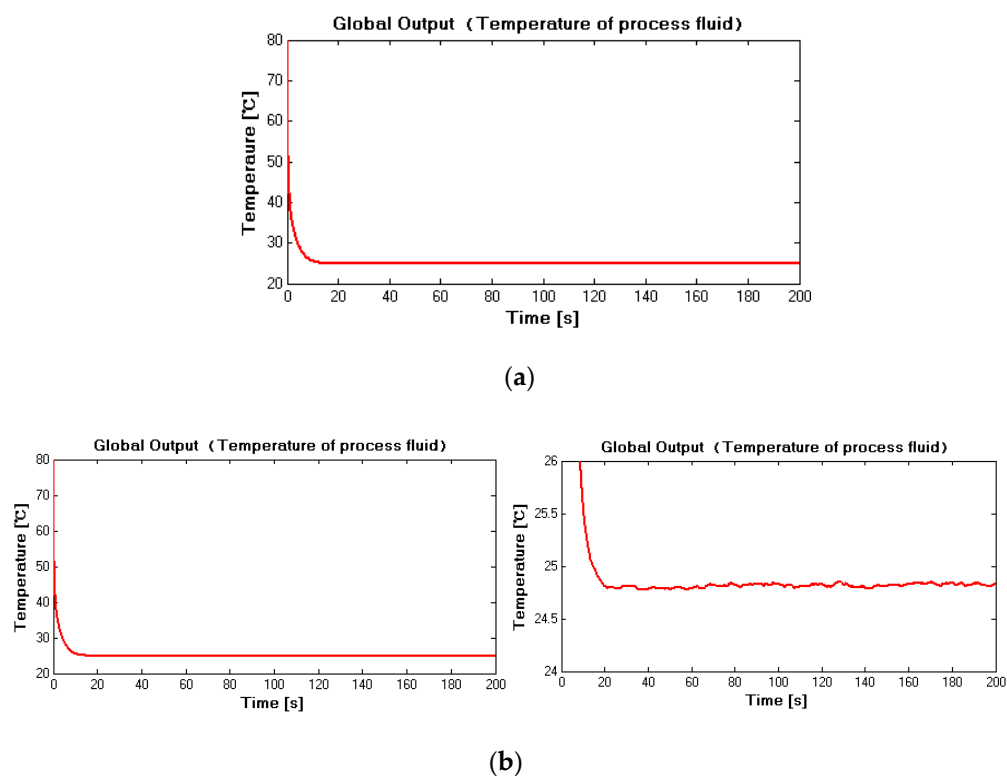 Global Output (Temperature of process fluid)
Temperaure [℃]
80
70
60
50
40
30
20
0 20 40 60 80 100 120 140 160 180 200
Time [s]
(a)
Global Output (Temperature of process fluid)
Temperature [℃]
80
70
60
50
40
30
20
0 20 40 60 80 100 120 140 160 180 200
Time [s]
Global Output (Temperature of process fluid)
Temperature [℃]
26
25.5
25
24.5
24
0 20 40 60 80 100 120 140 160 180 200
Time [s]
(b)